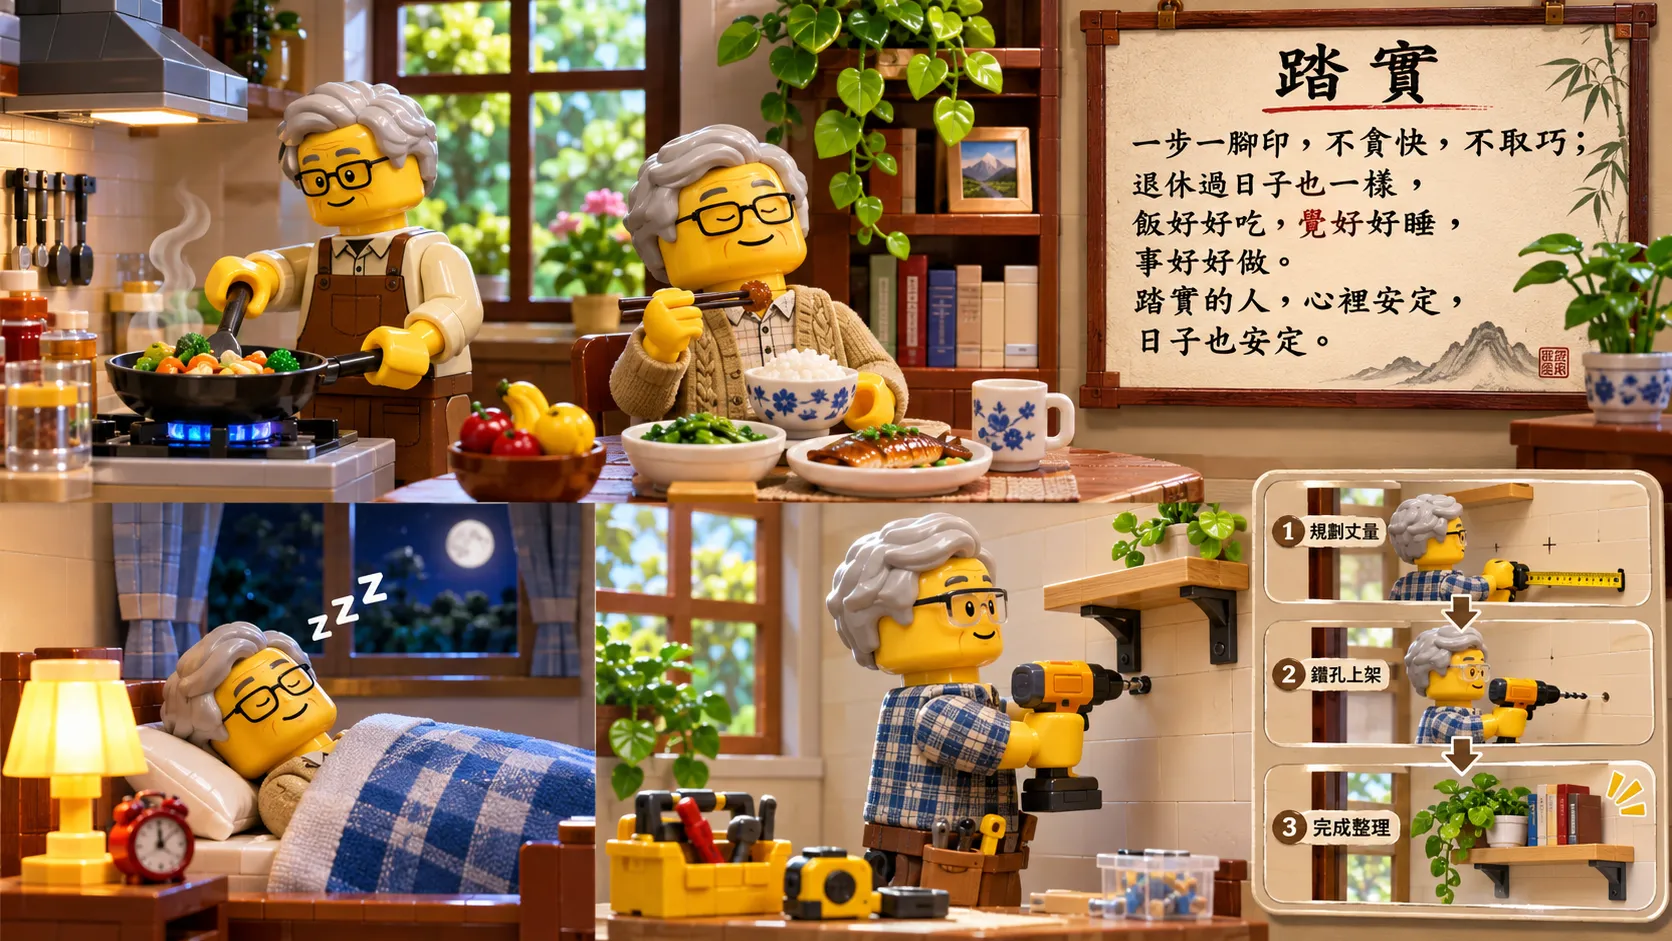 踏實
一步一腳印，不貪快，不取巧；
退休過日子也一樣，
飯好好吃，覺好好睡，
事好好做。
踏實的人，心裡安定，
日子也安定。
zzZ
1 規劃丈量
2 鑽孔上架
3 完成整理